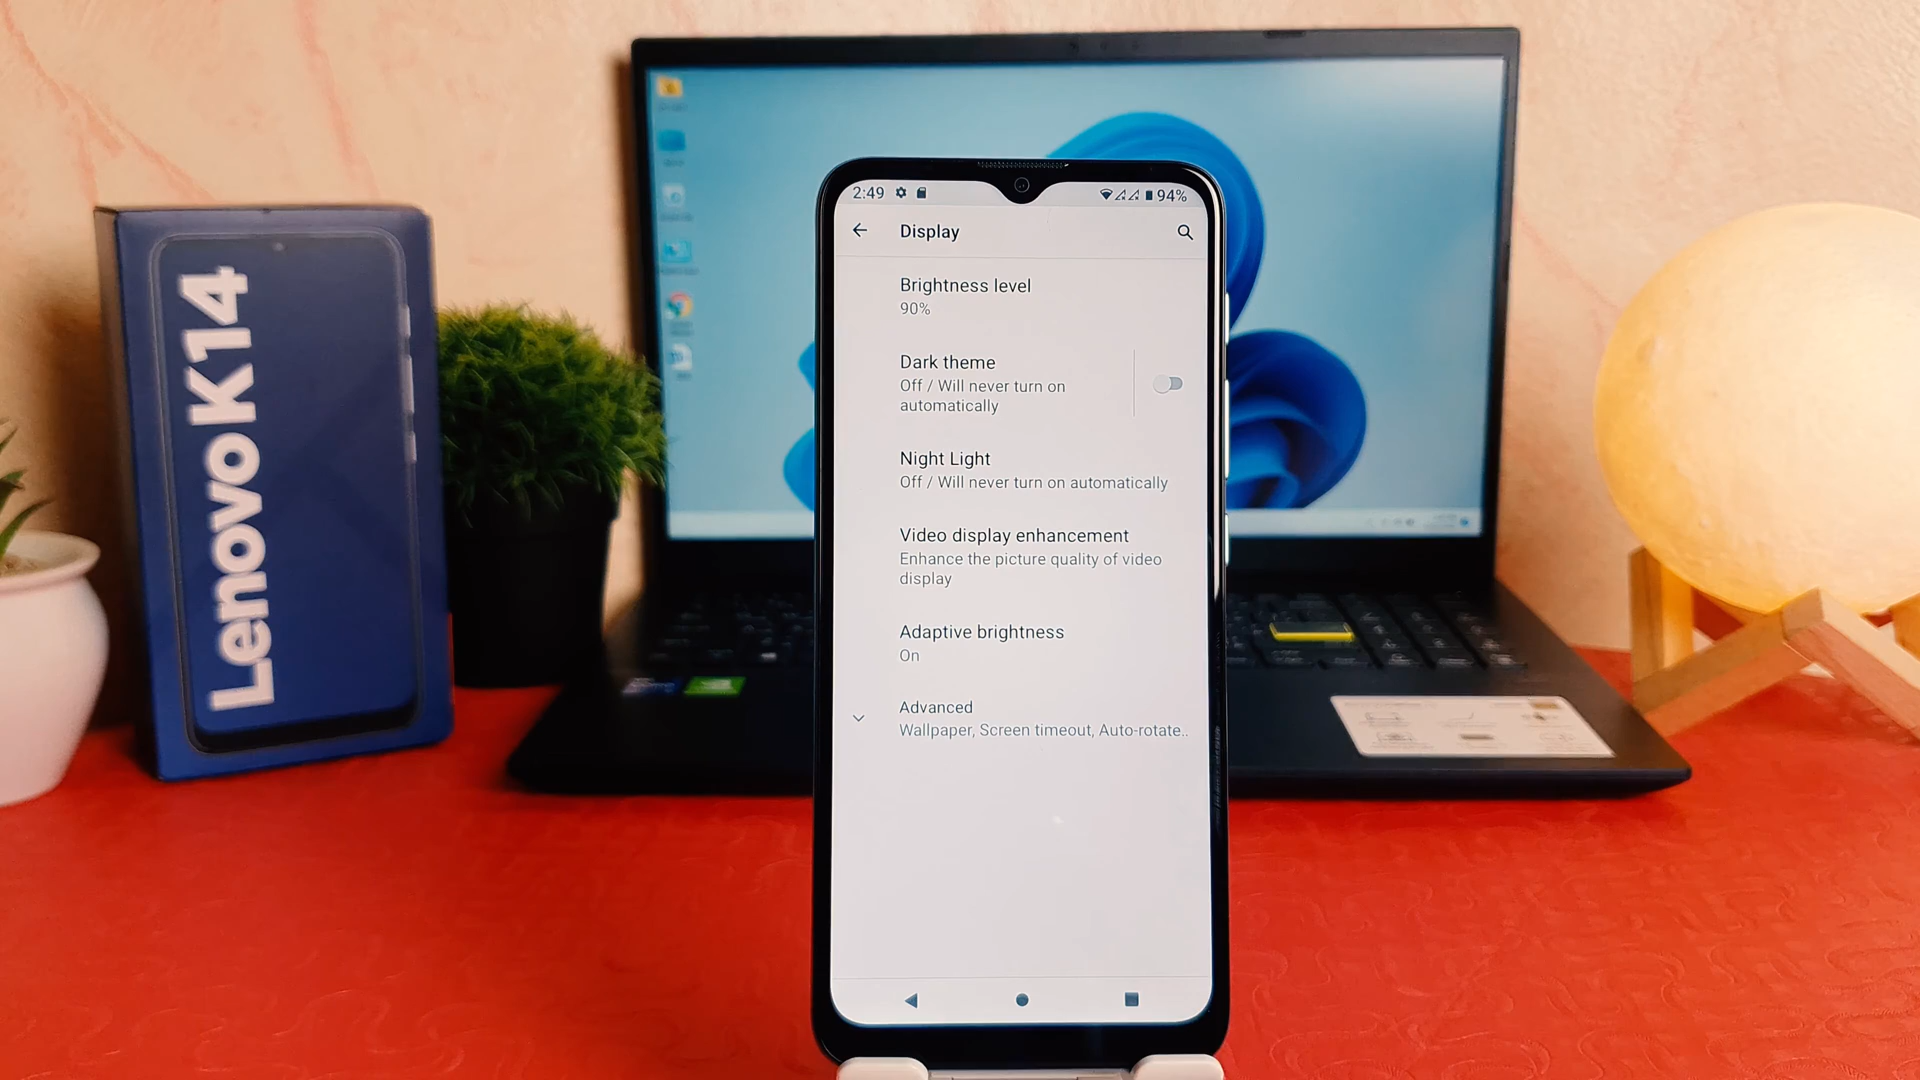 Lenovo K14
2:49
94%
Display
Brightness level
90%
Dark theme
Off / Will never turn on
automatically
Night Light
Off / Will never turn on automatically
Video display enhancement
Enhance the picture quality of video
display
Adaptive brightness
On
Advanced
Wallpaper, Screen timeout, Auto-rotate..